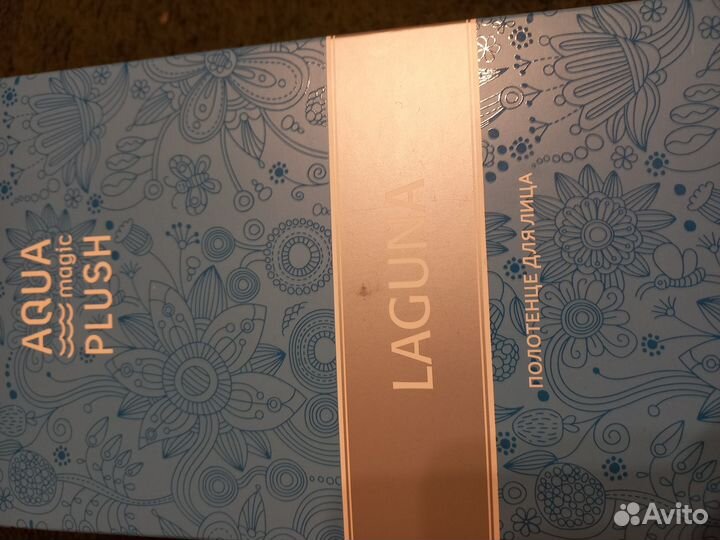 AQUA
magic
PLUSH
LAGUNA
ПОЛОТЕНЦЕ ДЛЯ ЛИЦА
Avito